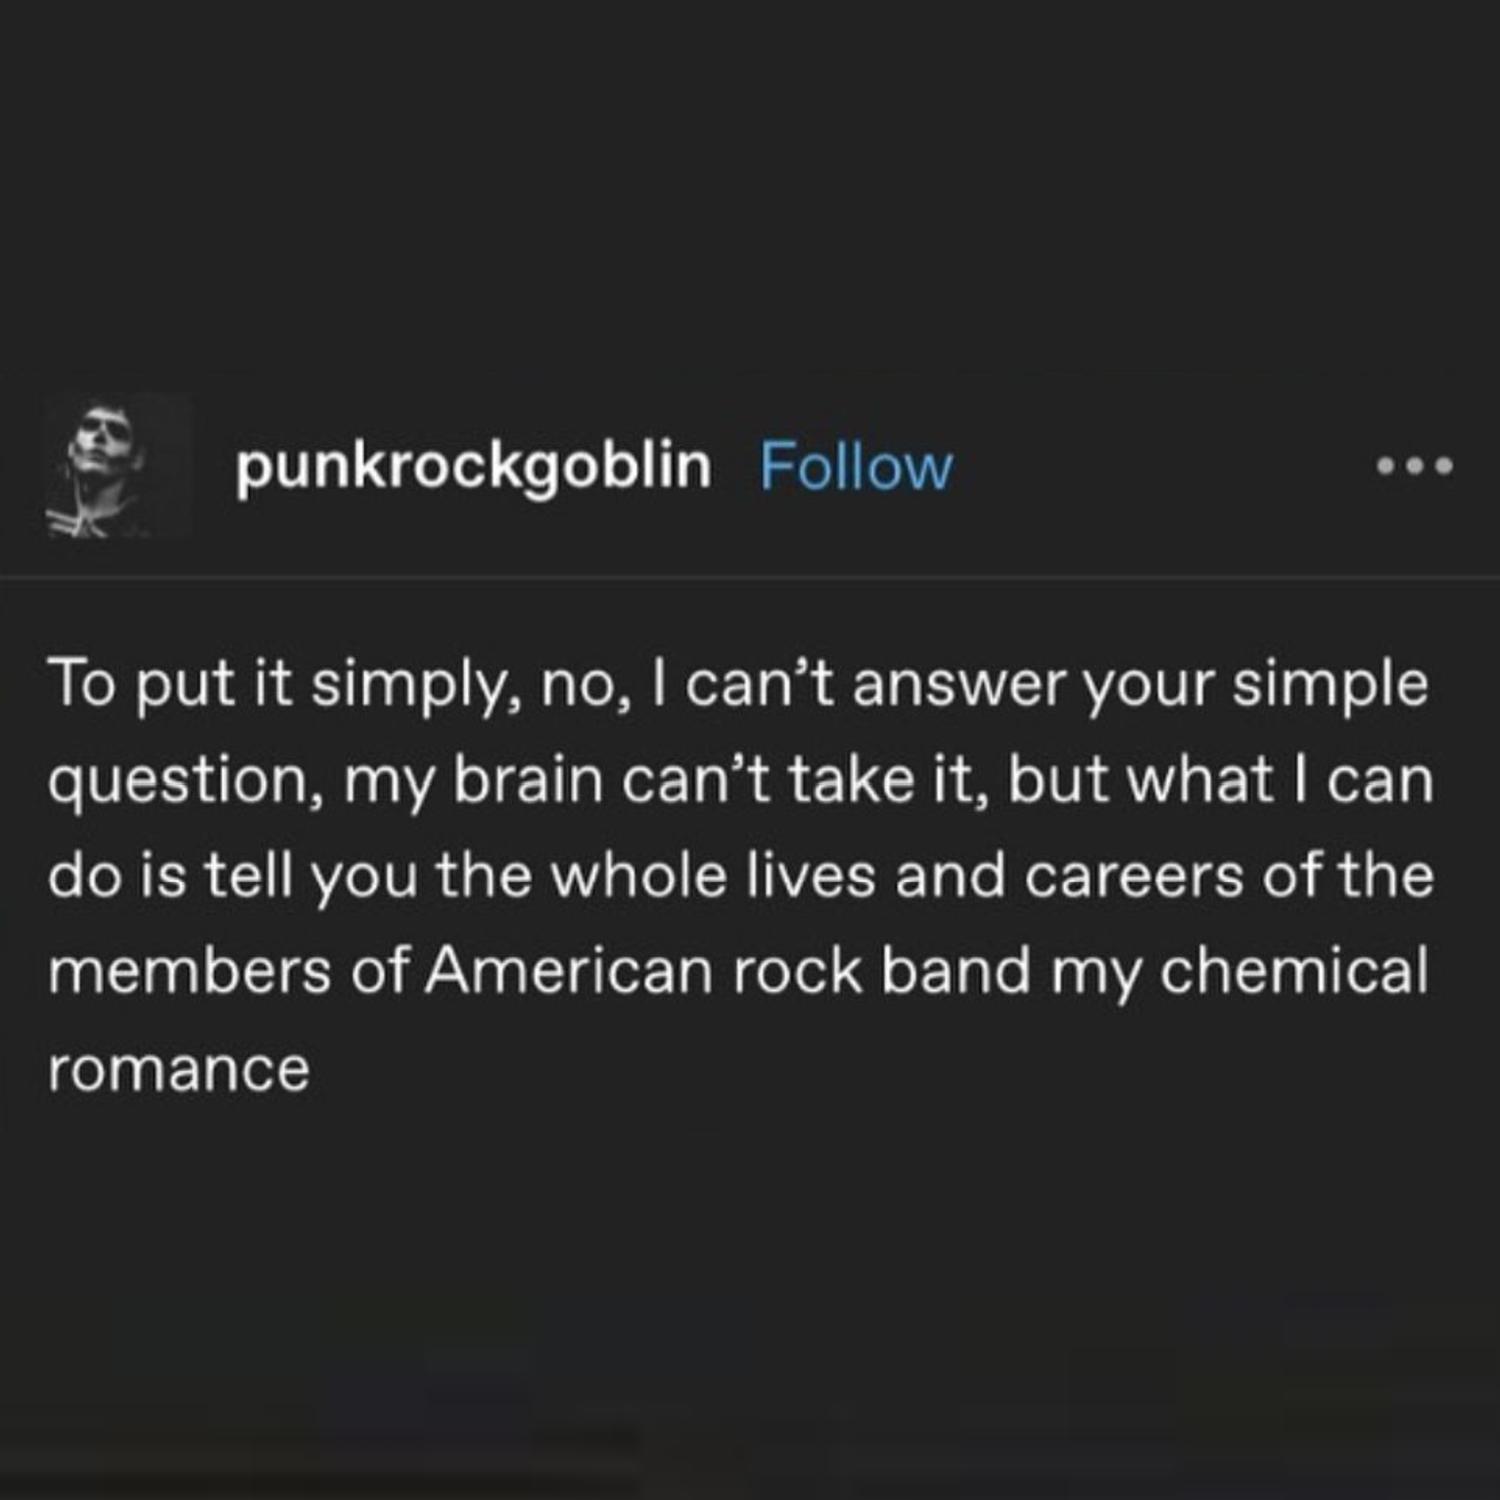 punkrockgoblin Follow
To put it simply, no, I can’t answer your simple
question, my brain can’t take it, but what I can
do is tell you the whole lives and careers of the
members of American rock band my chemical
romance